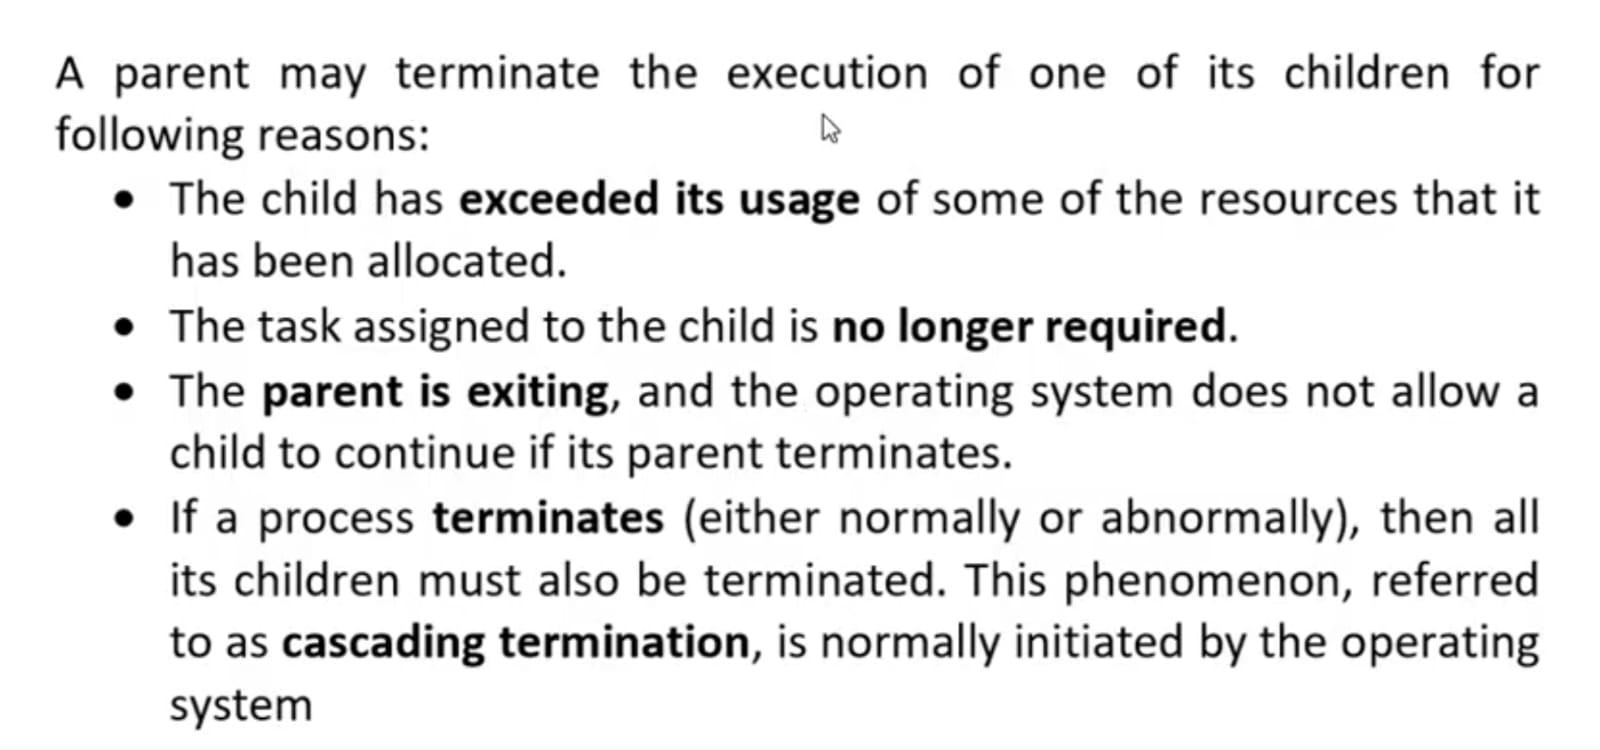 A parent may terminate the execution of one of its children for
following reasons:
• The child has exceeded its usage of some of the resources that it
has been allocated.
• The task assigned to the child is no longer required.
• The parent is exiting, and the operating system does not allow a
child to continue if its parent terminates.
• If a process terminates (either normally or abnormally), then all
its children must also be terminated. This phenomenon, referred
to as cascading termination, is normally initiated by the operating
system